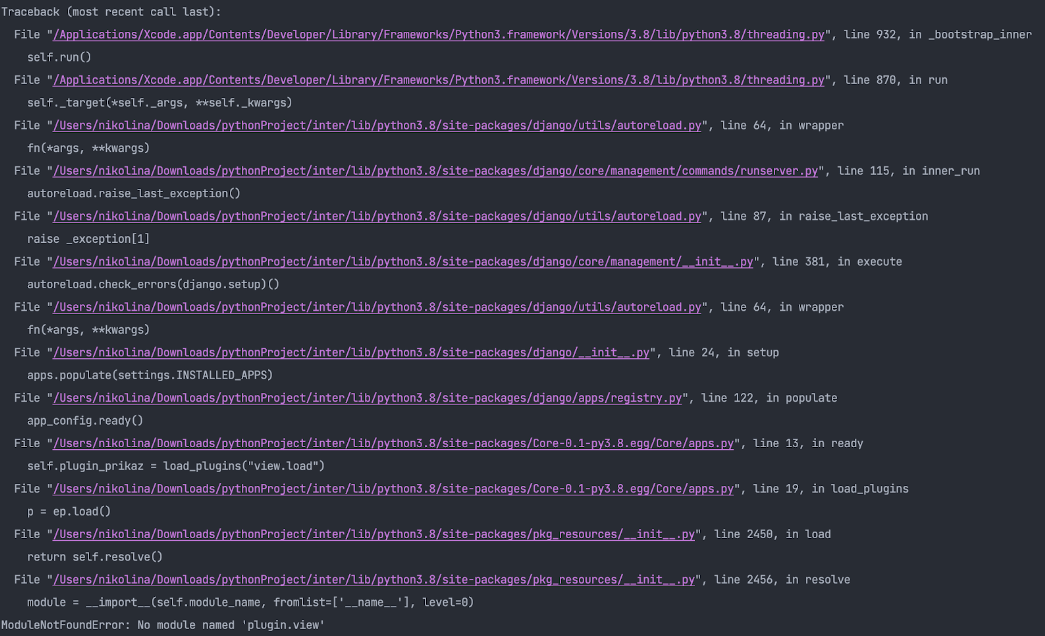 Traceback (most recent call last):
  File "/Applications/Xcode.app/Contents/Developer/Library/Frameworks/Python3.framework/Versions/3.8/lib/python3.8/threading.py", line 932, in _bootstrap_inner
    self.run()
  File "/Applications/Xcode.app/Contents/Developer/Library/Frameworks/Python3.framework/Versions/3.8/lib/python3.8/threading.py", line 870, in run
    self._target(*self._args, **self._kwargs)
  File "/Users/nikolina/Downloads/pythonProject/inter/lib/python3.8/site-packages/django/utils/autoreload.py", line 64, in wrapper
    fn(*args, **kwargs)
  File "/Users/nikolina/Downloads/pythonProject/inter/lib/python3.8/site-packages/django/core/management/commands/runserver.py", line 115, in inner_run
    autoreload.raise_last_exception()
  File "/Users/nikolina/Downloads/pythonProject/inter/lib/python3.8/site-packages/django/utils/autoreload.py", line 87, in raise_last_exception
    raise _exception[1]
  File "/Users/nikolina/Downloads/pythonProject/inter/lib/python3.8/site-packages/django/core/management/__init__.py", line 381, in execute
    autoreload.check_errors(django.setup)()
  File "/Users/nikolina/Downloads/pythonProject/inter/lib/python3.8/site-packages/django/utils/autoreload.py", line 64, in wrapper
    fn(*args, **kwargs)
  File "/Users/nikolina/Downloads/pythonProject/inter/lib/python3.8/site-packages/django/__init__.py", line 24, in setup
    apps.populate(settings.INSTALLED_APPS)
  File "/Users/nikolina/Downloads/pythonProject/inter/lib/python3.8/site-packages/django/apps/registry.py", line 122, in populate
    app_config.ready()
  File "/Users/nikolina/Downloads/pythonProject/inter/lib/python3.8/site-packages/Core-0.1-py3.8.egg/Core/apps.py", line 13, in ready
    self.plugin_prikaz = load_plugins("view.load")
  File "/Users/nikolina/Downloads/pythonProject/inter/lib/python3.8/site-packages/Core-0.1-py3.8.egg/Core/apps.py", line 19, in load_plugins
    p = ep.load()
  File "/Users/nikolina/Downloads/pythonProject/inter/lib/python3.8/site-packages/pkg_resources/__init__.py", line 2450, in load
    return self.resolve()
  File "/Users/nikolina/Downloads/pythonProject/inter/lib/python3.8/site-packages/pkg_resources/__init__.py", line 2456, in resolve
    module = __import__(self.module_name, fromlist=['__name__'], level=0)
ModuleNotFoundError: No module named 'plugin.view'